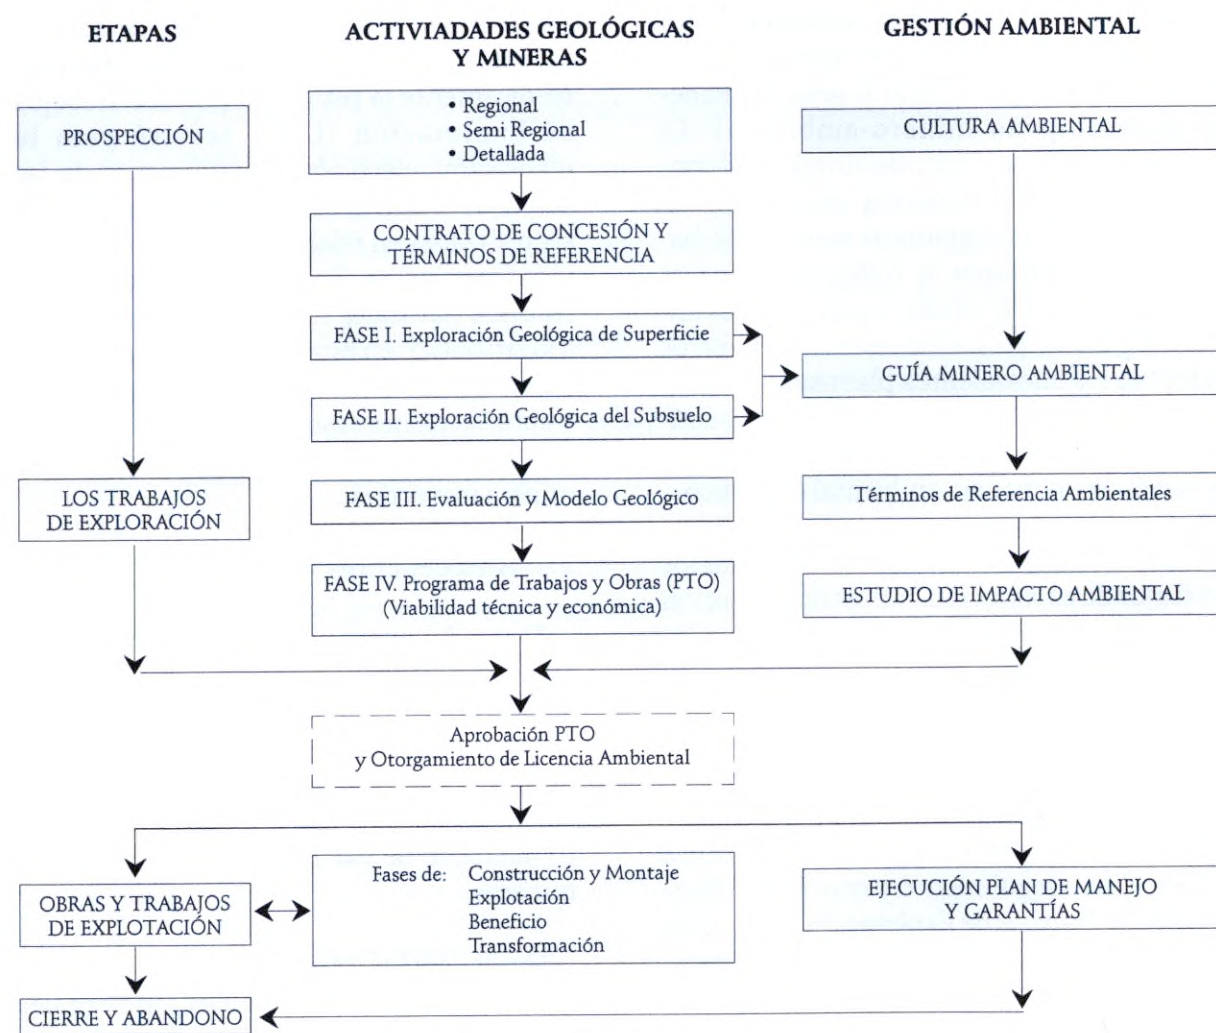 ETAPAS
ACTIVIADADES GEOLÓGICAS
Y MINERAS
GESTIÓN AMBIENTAL
PROSPECCIÓN
• Regional
• Semi Regional
• Detallada
CULTURA AMBIENTAL
CONTRATO DE CONCESIÓN Y
TÉRMINOS DE REFERENCIA
FASE I. Exploración Geológica de Superficie
GUÍA MINERO AMBIENTAL
FASE II. Exploración Geológica del Subsuelo
LOS TRABAJOS
DE EXPLORACIÓN
FASE III. Evaluación y Modelo Geológico
Términos de Referencia Ambientales
FASE IV. Programa de Trabajos y Obras (PTO)
(Viabilidad técnica y económica)
ESTUDIO DE IMPACTO AMBIENTAL
Aprobación PTO
y Otorgamiento de Licencia Ambiental
OBRAS Y TRABAJOS
DE EXPLOTACIÓN
Fases de: Construcción y Montaje
Explotación
Beneficio
Transformación
EJECUCIÓN PLAN DE MANEJO
Y GARANTÍAS
CIERRE Y ABANDONO